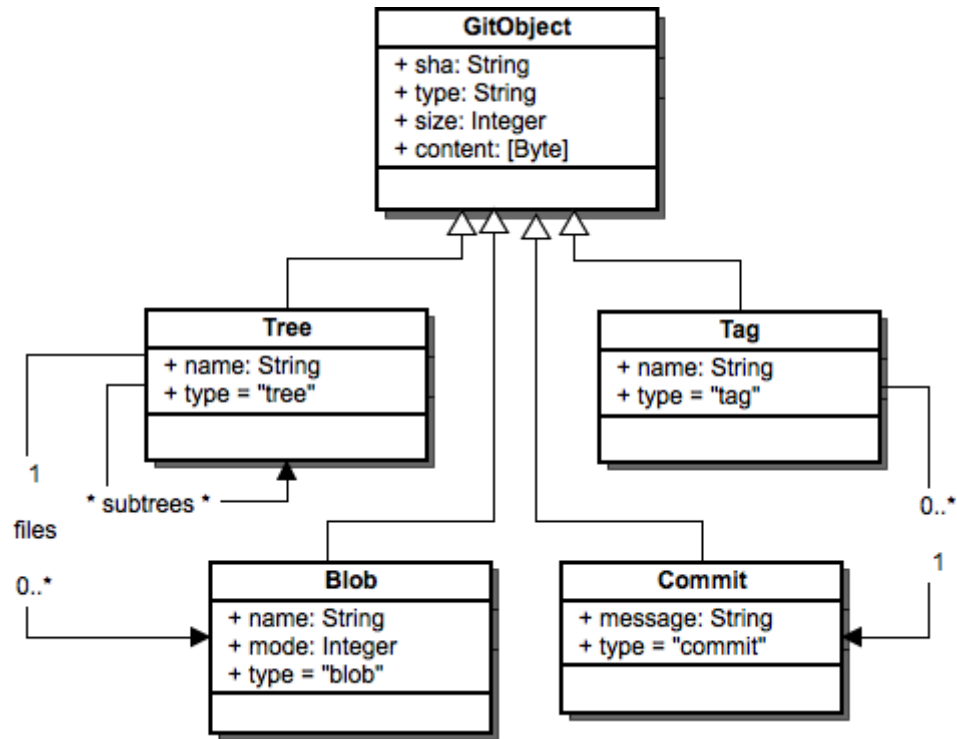 GitObject
+ sha: String
+ type: String
+ size: Integer
+ content: [Byte]
Tree
+ name: String
+ type = "tree"
Tag
+ name: String
+ type = "tag"
1
* subtrees *
files
0..*
0..*
1
Blob
+ name: String
+ mode: Integer
+ type = "blob"
Commit
+ message: String
+ type = "commit"